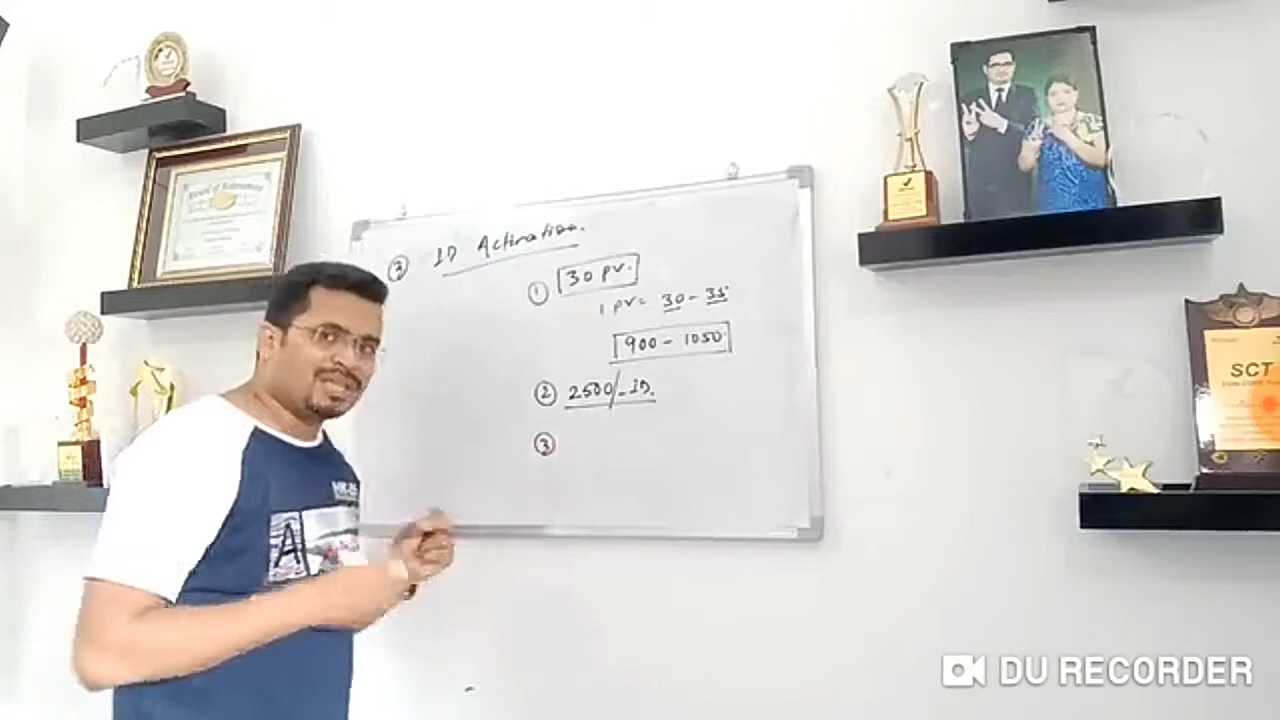 ③ ID Activation.
① 30 PV.
1 PV = 30 - 35
900 - 1050
② 2500/- ID.
③
SCT
A
DU RECORDER